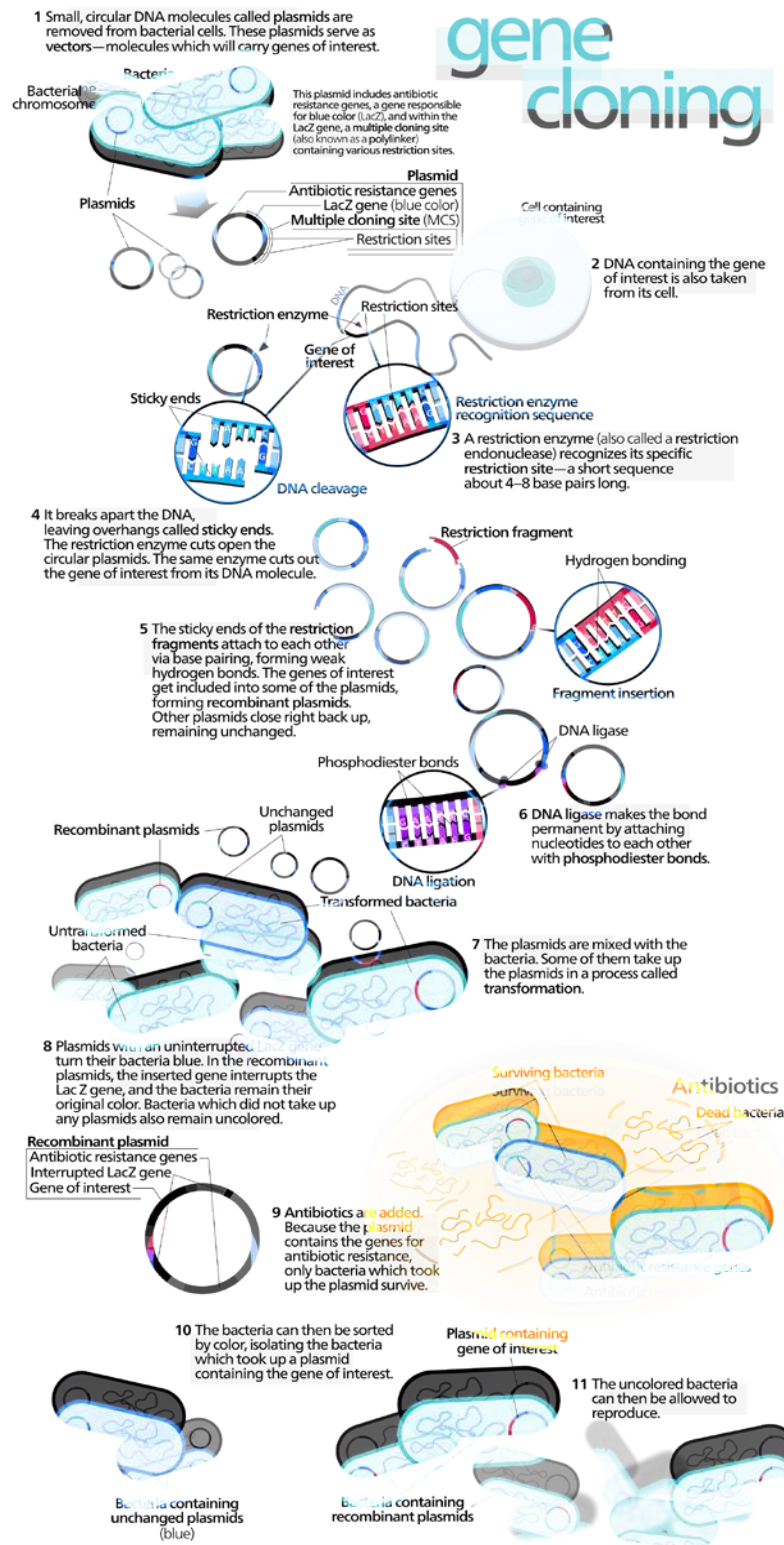 gene
cloning
1 Small, circular DNA molecules called plasmids are
removed from bacterial cells. These plasmids serve as
vectors—molecules which will carry genes of interest.
Bacteria
Bacterial
chromosome
This plasmid includes antibiotic
resistance genes, a gene responsible
for blue color (LacZ), and within the
LacZ gene, a multiple cloning site
(also known as a polylinker)
containing various restriction sites.
Plasmids
Plasmid
Antibiotic resistance genes
LacZ gene (blue color)
Multiple cloning site (MCS)
Restriction sites
Cell containing
gene of interest
2 DNA containing the gene
of interest is also taken
from its cell.
DNA
Restriction enzyme
Restriction sites
Gene of
interest
Sticky ends
DNA cleavage
Restriction enzyme
recognition sequence
3 A restriction enzyme (also called a restriction
endonuclease) recognizes its specific
restriction site—a short sequence
about 4–8 base pairs long.
4 It breaks apart the DNA,
leaving overhangs called sticky ends.
The restriction enzyme cuts open the
circular plasmids. The same enzyme cuts out
the gene of interest from its DNA molecule.
Restriction fragment
Hydrogen bonding
Fragment insertion
5 The sticky ends of the restriction
fragments attach to each other
via base pairing, forming weak
hydrogen bonds. The genes of interest
get included into some of the plasmids,
forming recombinant plasmids.
Other plasmids close right back up,
remaining unchanged.
DNA ligase
Phosphodiester bonds
DNA ligation
6 DNA ligase makes the bond
permanent by attaching
nucleotides to each other
with phosphodiester bonds.
Recombinant plasmids
Unchanged
plasmids
Transformed bacteria
Untransformed
bacteria
7 The plasmids are mixed with the
bacteria. Some of them take up
the plasmids in a process called
transformation.
8 Plasmids with an uninterrupted LacZ gene
turn their bacteria blue. In the recombinant
plasmids, the inserted gene interrupts the
Lac Z gene, and the bacteria remain their
original color. Bacteria which did not take up
any plasmids also remain uncolored.
Surviving bacteria
Surviving bacteria
Antibiotics
Dead bacteria
Recombinant plasmid
Antibiotic resistance genes
Interrupted LacZ gene
Gene of interest
9 Antibiotics are added.
Because the plasmid
contains the genes for
antibiotic resistance,
only bacteria which took
up the plasmid survive.
Antibiotic resistance genes
10 The bacteria can then be sorted
by color, isolating the bacteria
which took up a plasmid
containing the gene of interest.
Plasmid containing
gene of interest
11 The uncolored bacteria
can then be allowed to
reproduce.
Bacteria containing
unchanged plasmids
(blue)
Bacteria containing
recombinant plasmids